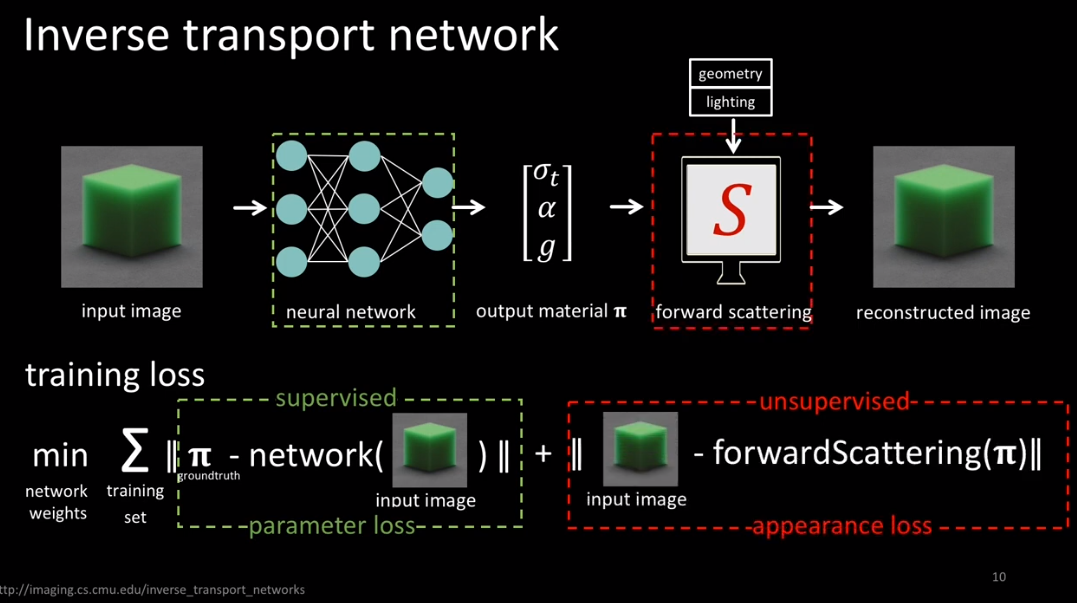 Inverse transport network
geometry
lighting
σt
α
g
S
input image
neural network
output material π
forward scattering
reconstructed image
training loss
supervised
unsupervised
min Σ ‖ π - network( ) ‖ + ‖ - forwardScattering(π)‖
groundtruth
network weights
training set
input image
input image
parameter loss
appearance loss
10
ttp://imaging.cs.cmu.edu/inverse_transport_networks